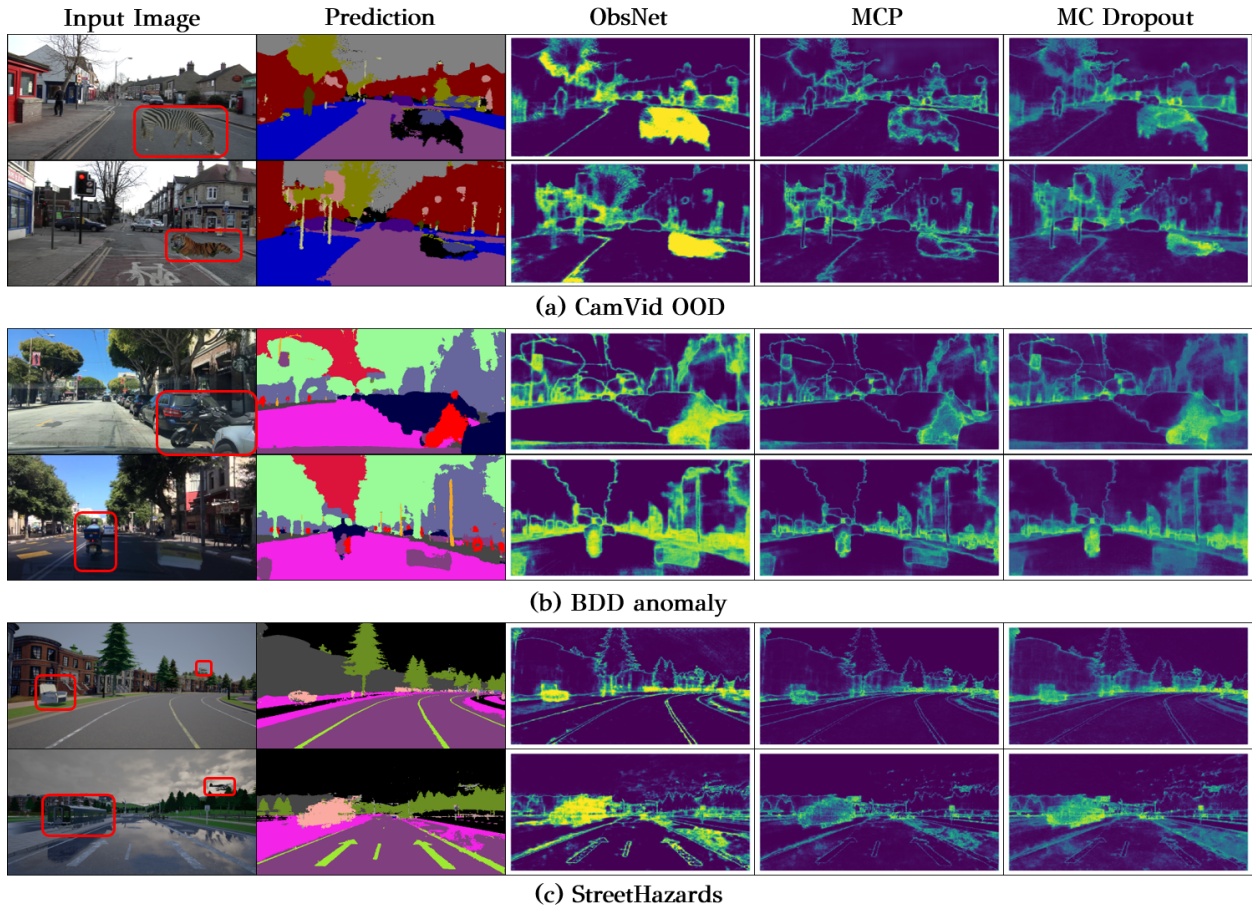 Input Image Prediction ObsNet MCP MC Dropout
(a) CamVid OOD
(b) BDD anomaly
(c) StreetHazards